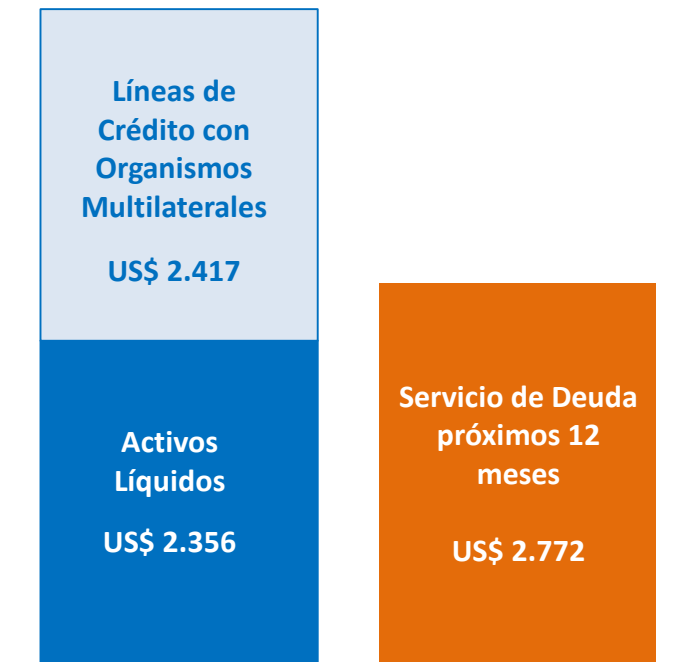 Líneas de
Crédito con
Organismos
Multilaterales
US$ 2.417
Activos
Líquidos
US$ 2.356
Servicio de Deuda
próximos 12
meses
US$ 2.772